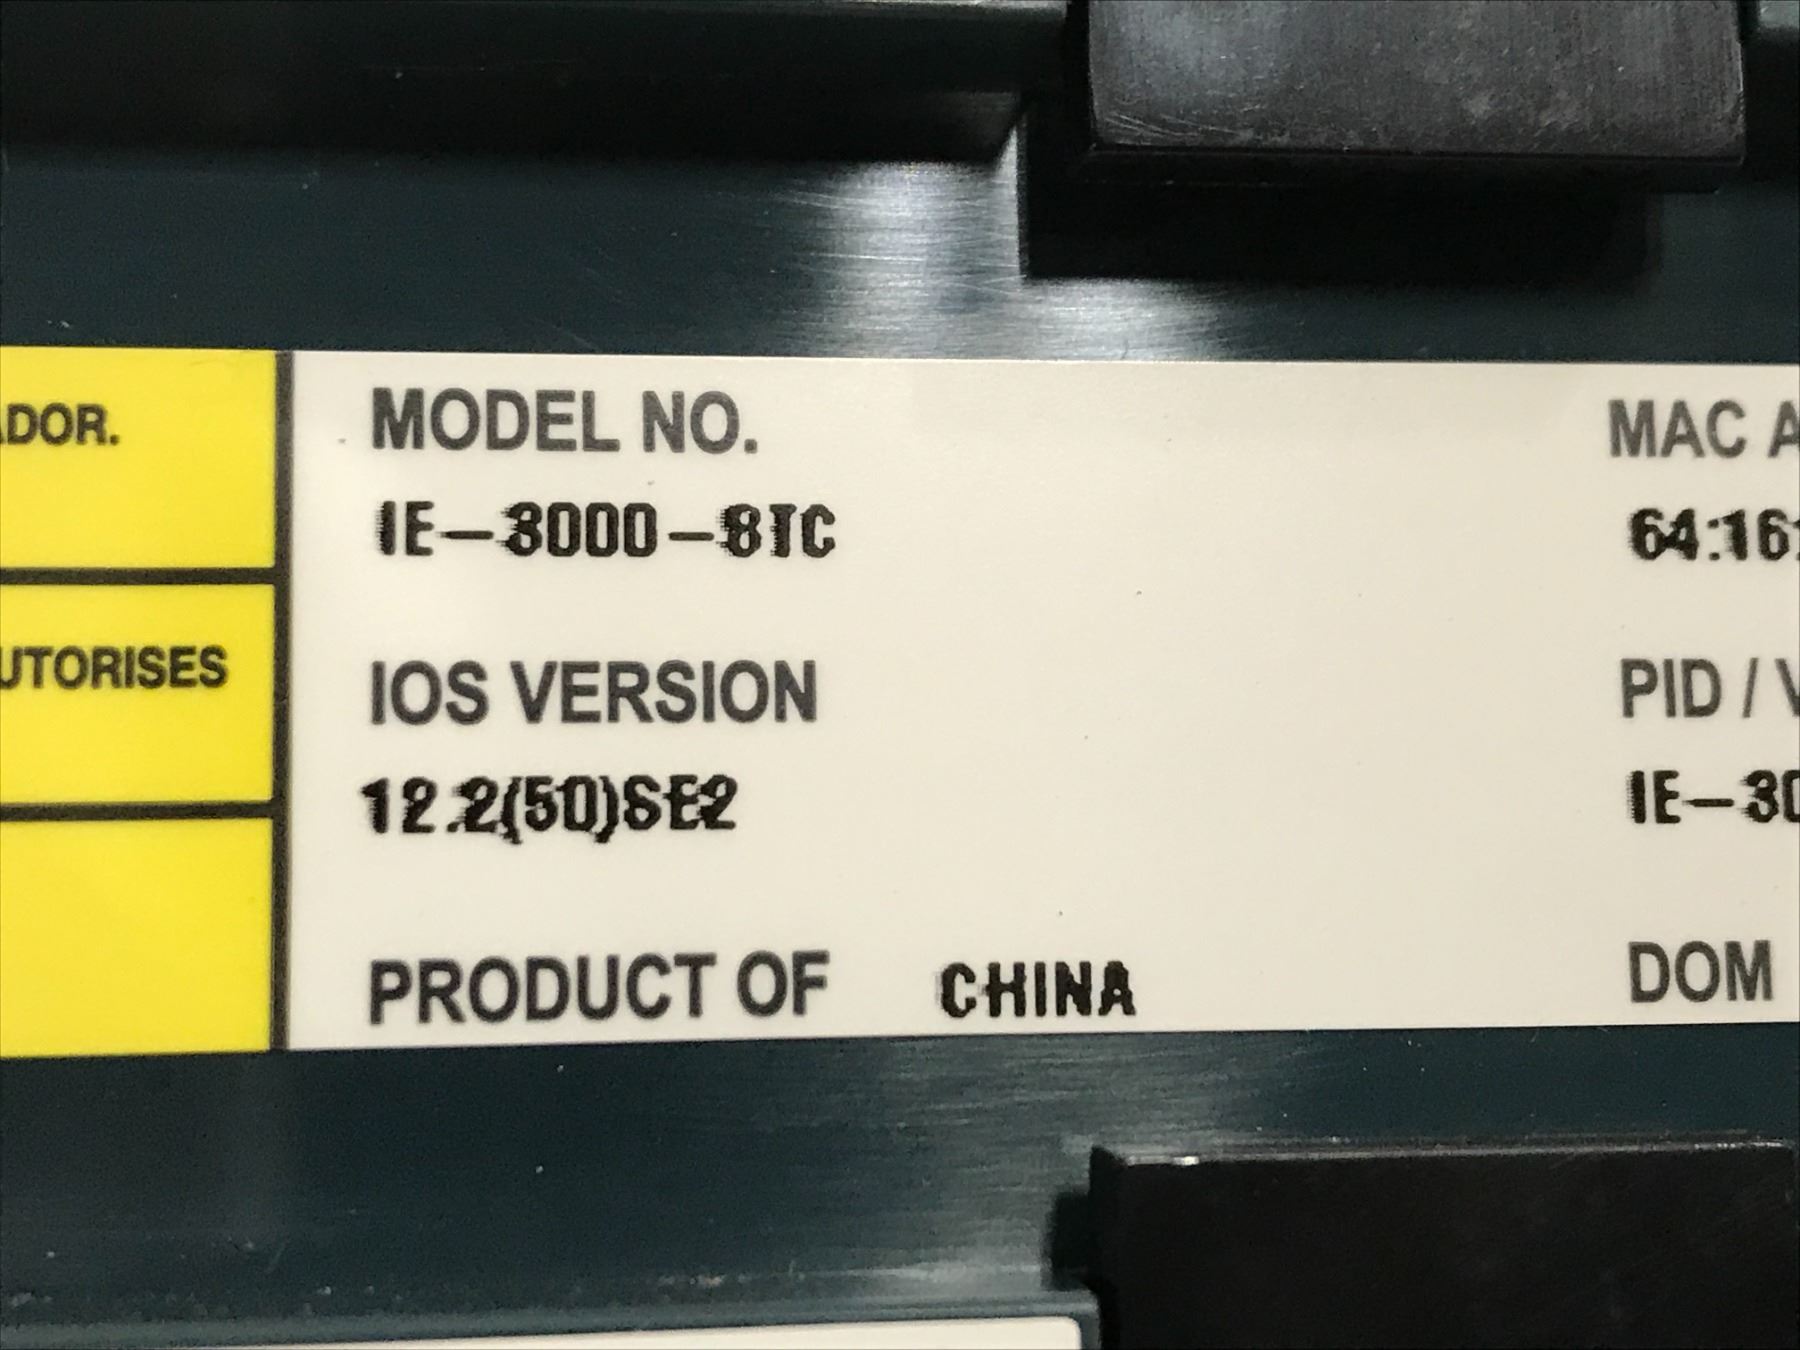 ADOR.
UTORISES
MODEL NO.
IE-3000-8TC
IOS VERSION
12.2(50)SE2
PRODUCT OF CHINA
MAC A
64:16:
PID / V
IE-30
DOM